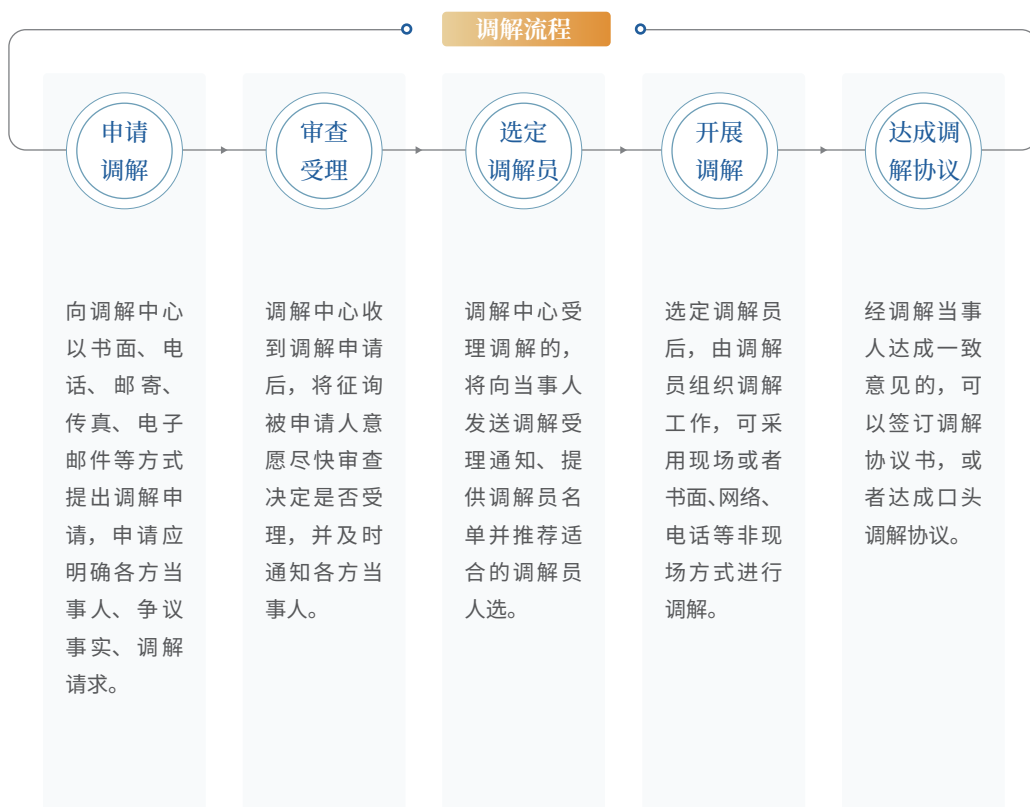 调解流程
申请
调解
审查
受理
选定
调解员
开展
调解
达成调
解协议
向调解中心
以书面、电
话、邮寄、
传真、电子
邮件等方式
提出调解申
请，申请应
明确各方当
事人、争议
事实、调解
请求。
调解中心收
到调解申请
后，将征询
被申请人意
愿尽快审查
决定是否受
理，并及时
通知各方当
事人。
调解中心受
理调解的，
将向当事人
发送调解受
理通知、提
供调解员名
单并推荐适
合的调解员
人选。
选定调解员
后，由调解
员组织调解
工作，可采
用现场或者
书面、网络、
电话等非现
场方式进行
调解。
经调解当事
人达成一致
意见的，可
以签订调解
协议书，或
者达成口头
调解协议。